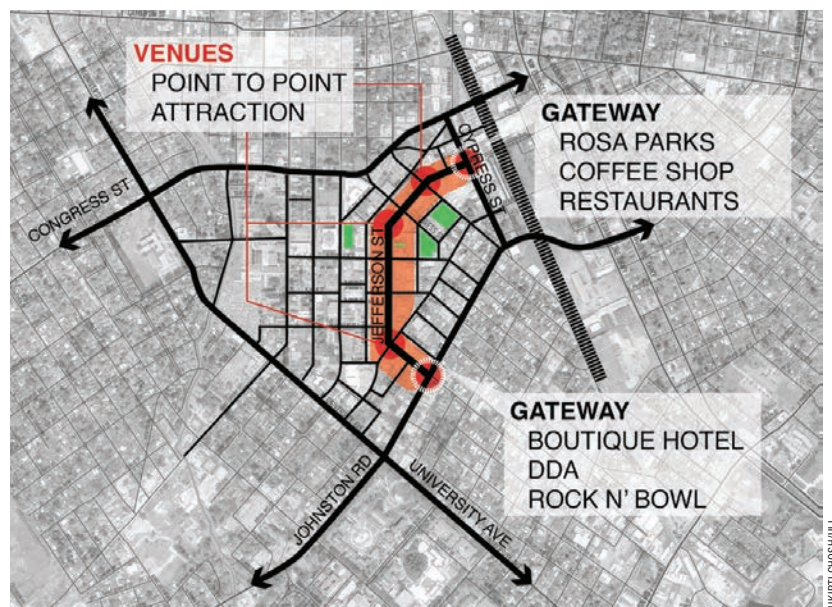 VENUES
POINT TO POINT
ATTRACTION
GATEWAY
ROSA PARKS
COFFEE SHOP
RESTAURANTS
CYPRESS ST
CONGRESS ST.
JEFFERSON ST
GATEWAY
BOUTIQUE HOTEL
DDA
ROCK N' BOWL
JOHNSTON RD
UNIVERSITY AVE